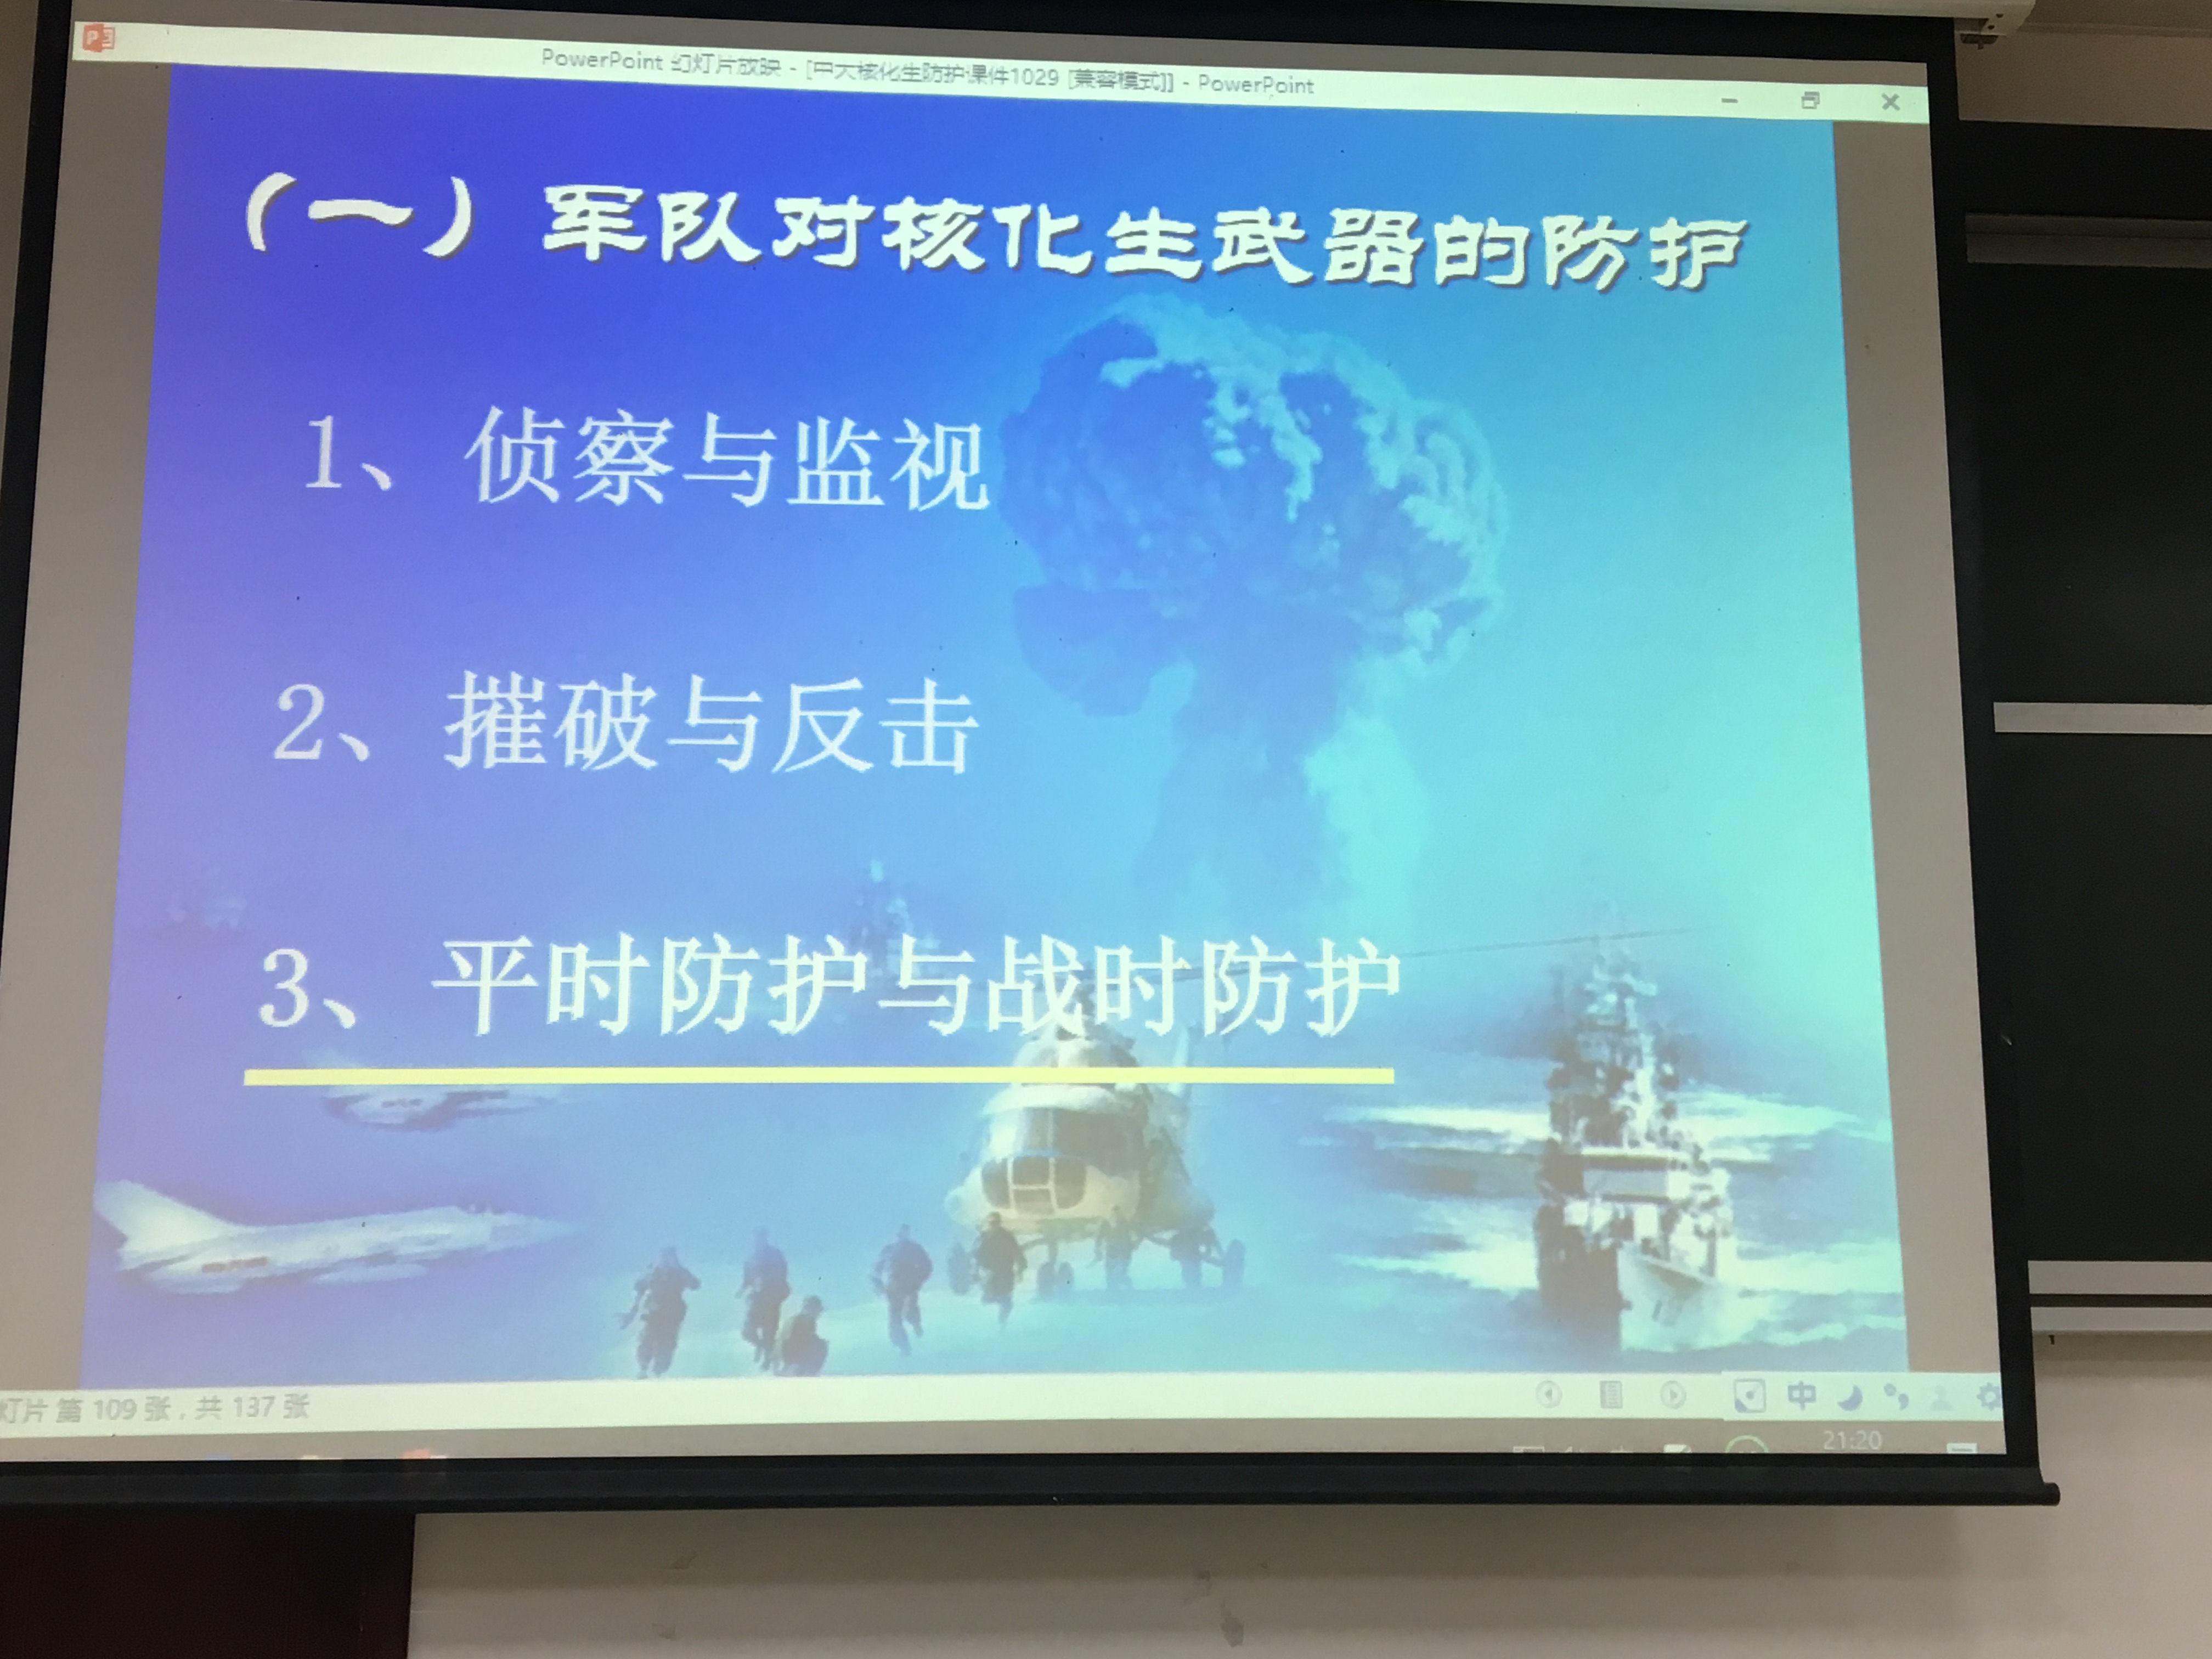 PowerPoint 幻灯片放映 - [中大核化生防护课件1029 [兼容模式]] - PowerPoint
（一）军队对核化生武器的防护
1、侦察与监视
2、摧破与反击
3、平时防护与战时防护
灯片 第 109 张，共 137 张
中
21:20